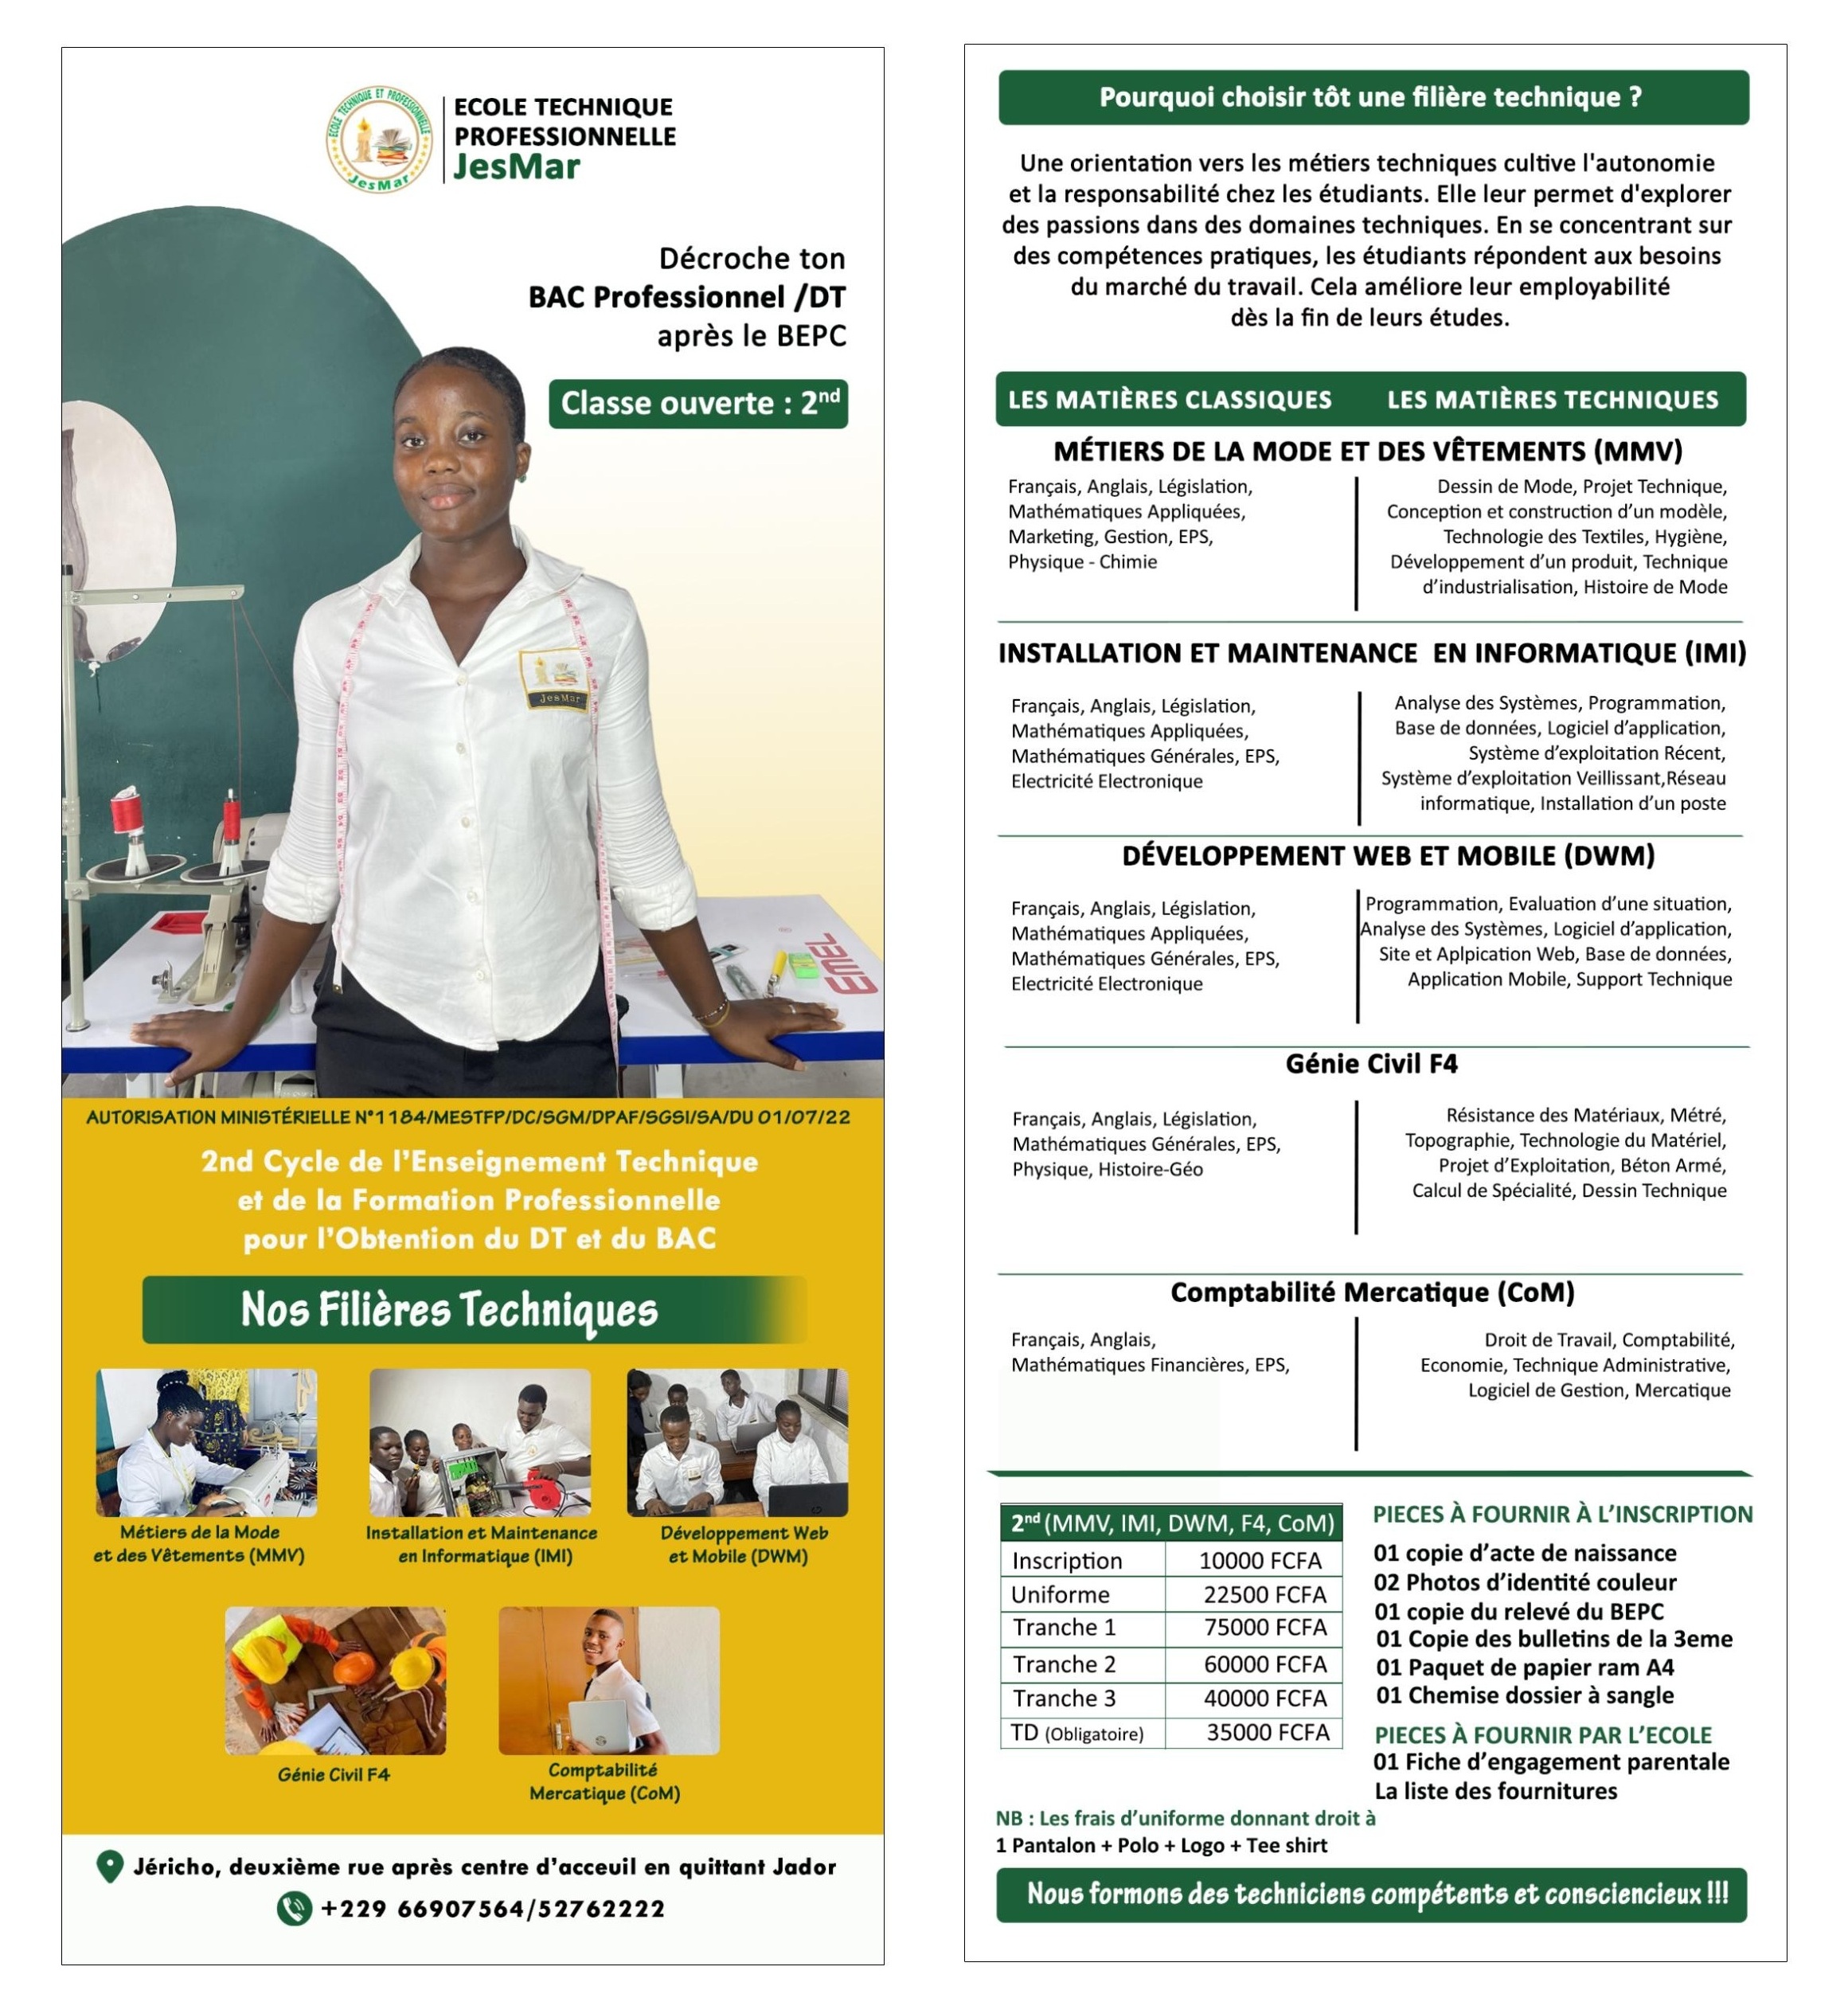 ECOLE TECHNIQUE ET PROFESSIONNELLE
JesMar
ECOLE TECHNIQUE
PROFESSIONNELLE
JesMar
Décroche ton
BAC Professionnel /DT
après le BEPC
Classe ouverte : 2nd
JesMar
EMEL
AUTORISATION MINISTÉRIELLE N°1184/MESTFP/DC/SGM/DPAF/SGSI/SA/DU 01/07/22
2nd Cycle de l'Enseignement Technique
et de la Formation Professionnelle
pour l'Obtention du DT et du BAC
Nos Filières Techniques
Métiers de la Mode
et des Vêtements (MMV)
Installation et Maintenance
en Informatique (IMI)
Développement Web
et Mobile (DWM)
Génie Civil F4
Comptabilité
Mercatique (CoM)
Jéricho, deuxième rue après centre d'acceuil en quittant Jador
+229 66907564/52762222
Pourquoi choisir tôt une filière technique ?
Une orientation vers les métiers techniques cultive l'autonomie
et la responsabilité chez les étudiants. Elle leur permet d'explorer
des passions dans des domaines techniques. En se concentrant sur
des compétences pratiques, les étudiants répondent aux besoins
du marché du travail. Cela améliore leur employabilité
dès la fin de leurs études.
LES MATIÈRES CLASSIQUES LES MATIÈRES TECHNIQUES
MÉTIERS DE LA MODE ET DES VÊTEMENTS (MMV)
Français, Anglais, Législation,
Mathématiques Appliquées,
Marketing, Gestion, EPS,
Physique - Chimie
Dessin de Mode, Projet Technique,
Conception et construction d'un modèle,
Technologie des Textiles, Hygiène,
Développement d'un produit, Technique
d'industrialisation, Histoire de Mode
INSTALLATION ET MAINTENANCE EN INFORMATIQUE (IMI)
Français, Anglais, Législation,
Mathématiques Appliquées,
Mathématiques Générales, EPS,
Electricité Electronique
Analyse des Systèmes, Programmation,
Base de données, Logiciel d'application,
Système d'exploitation Récent,
Système d'exploitation Veillissant,Réseau
informatique, Installation d'un poste
DÉVELOPPEMENT WEB ET MOBILE (DWM)
Français, Anglais, Législation,
Mathématiques Appliquées,
Mathématiques Générales, EPS,
Electricité Electronique
Programmation, Evaluation d'une situation,
Analyse des Systèmes, Logiciel d'application,
Site et Aplpication Web, Base de données,
Application Mobile, Support Technique
Génie Civil F4
Français, Anglais, Législation,
Mathématiques Générales, EPS,
Physique, Histoire-Géo
Résistance des Matériaux, Métré,
Topographie, Technologie du Matériel,
Projet d'Exploitation, Béton Armé,
Calcul de Spécialité, Dessin Technique
Comptabilité Mercatique (CoM)
Français, Anglais,
Mathématiques Financières, EPS,
Droit de Travail, Comptabilité,
Economie, Technique Administrative,
Logiciel de Gestion, Mercatique
2nd (MMV, IMI, DWM, F4, CoM)
Inscription 10000 FCFA
Uniforme 22500 FCFA
Tranche 1 75000 FCFA
Tranche 2 60000 FCFA
Tranche 3 40000 FCFA
TD (Obligatoire) 35000 FCFA
PIECES À FOURNIR À L'INSCRIPTION
01 copie d'acte de naissance
02 Photos d'identité couleur
01 copie du relevé du BEPC
01 Copie des bulletins de la 3eme
01 Paquet de papier ram A4
01 Chemise dossier à sangle
PIECES À FOURNIR PAR L'ECOLE
01 Fiche d'engagement parentale
La liste des fournitures
NB : Les frais d'uniforme donnant droit à
1 Pantalon + Polo + Logo + Tee shirt
Nous formons des techniciens compétents et consciencieux !!!